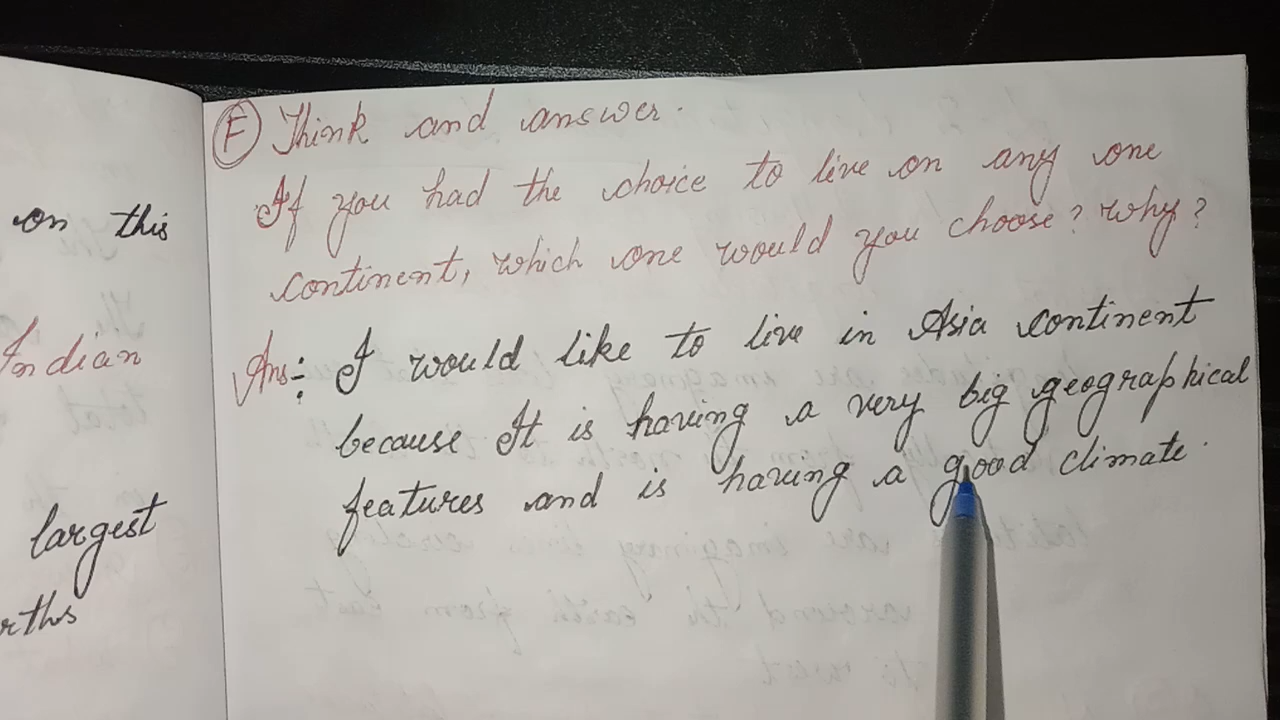 on this
Indian
largest
rths
(F) Think and answer.
If you had the choice to live on any one
continent, which one would you choose? why?
Ans:- I would like to live in Asia continent
because It is having a very big geographical
features and is having a good climate.